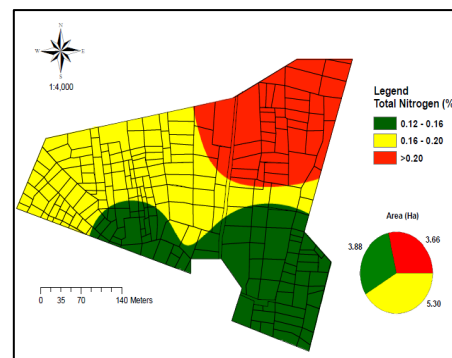 N
W E
S
1:4,000
Legend
Total Nitrogen (%
0.12 - 0.16
0.16 - 0.20
>0.20
Area (Ha)
3.88
3.66
5.30
0 35 70 140 Meters